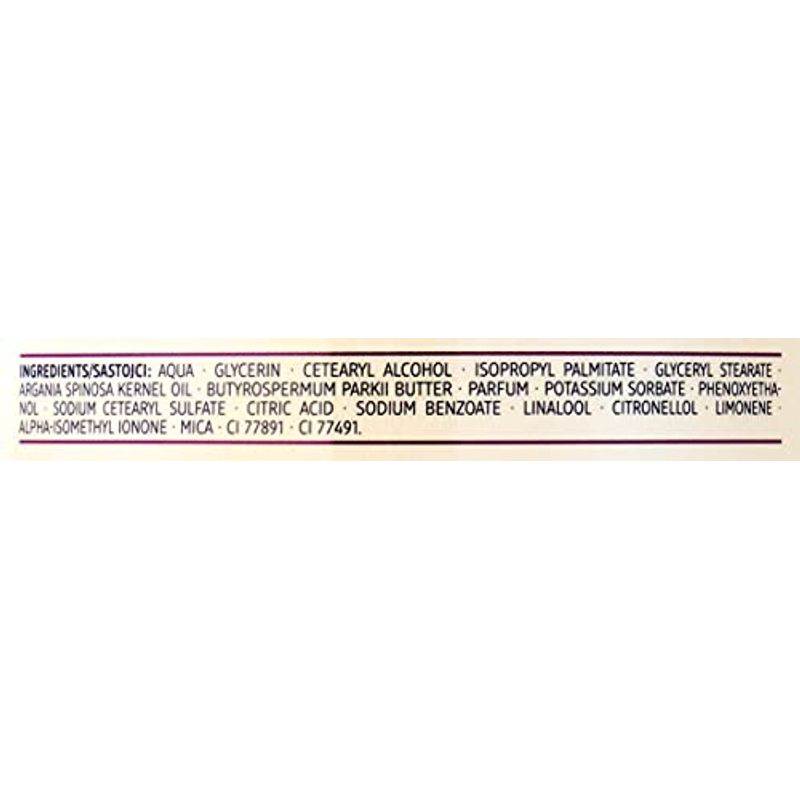 INGREDIENTS/SASTOJCI: AQUA · GLYCERIN · CETEARYL ALCOHOL · ISOPROPYL PALMITATE · GLYCERYL STEARATE ·
ARGANIA SPINOSA KERNEL OIL · BUTYROSPERMUM PARKII BUTTER · PARFUM · POTASSIUM SORBATE · PHENOXYETHA-
NOL · SODIUM CETEARYL SULFATE · CITRIC ACID · SODIUM BENZOATE · LINALOOL · CITRONELLOL · LIMONENE ·
ALPHA-ISOMETHYL IONONE · MICA · CI 77891 · CI 77491.